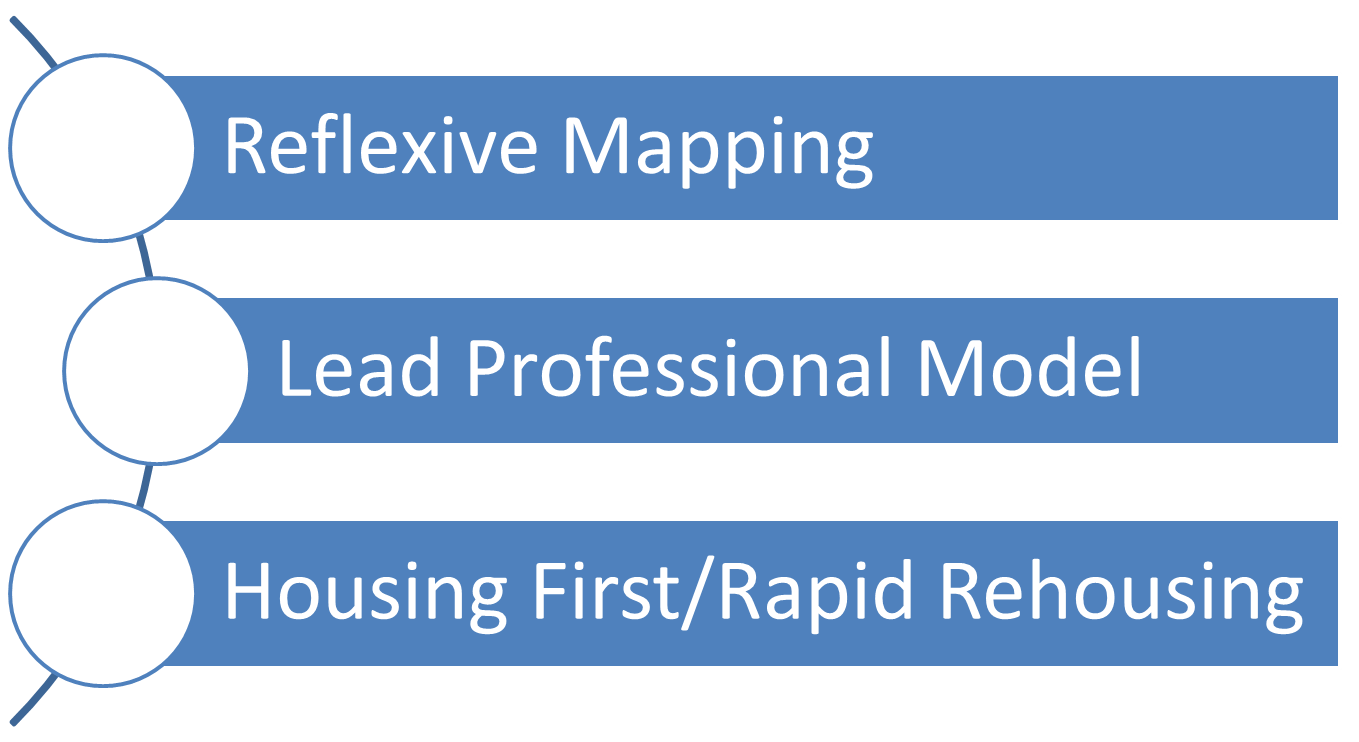 Reflexive Mapping
Lead Professional Model
Housing First/Rapid Rehousing